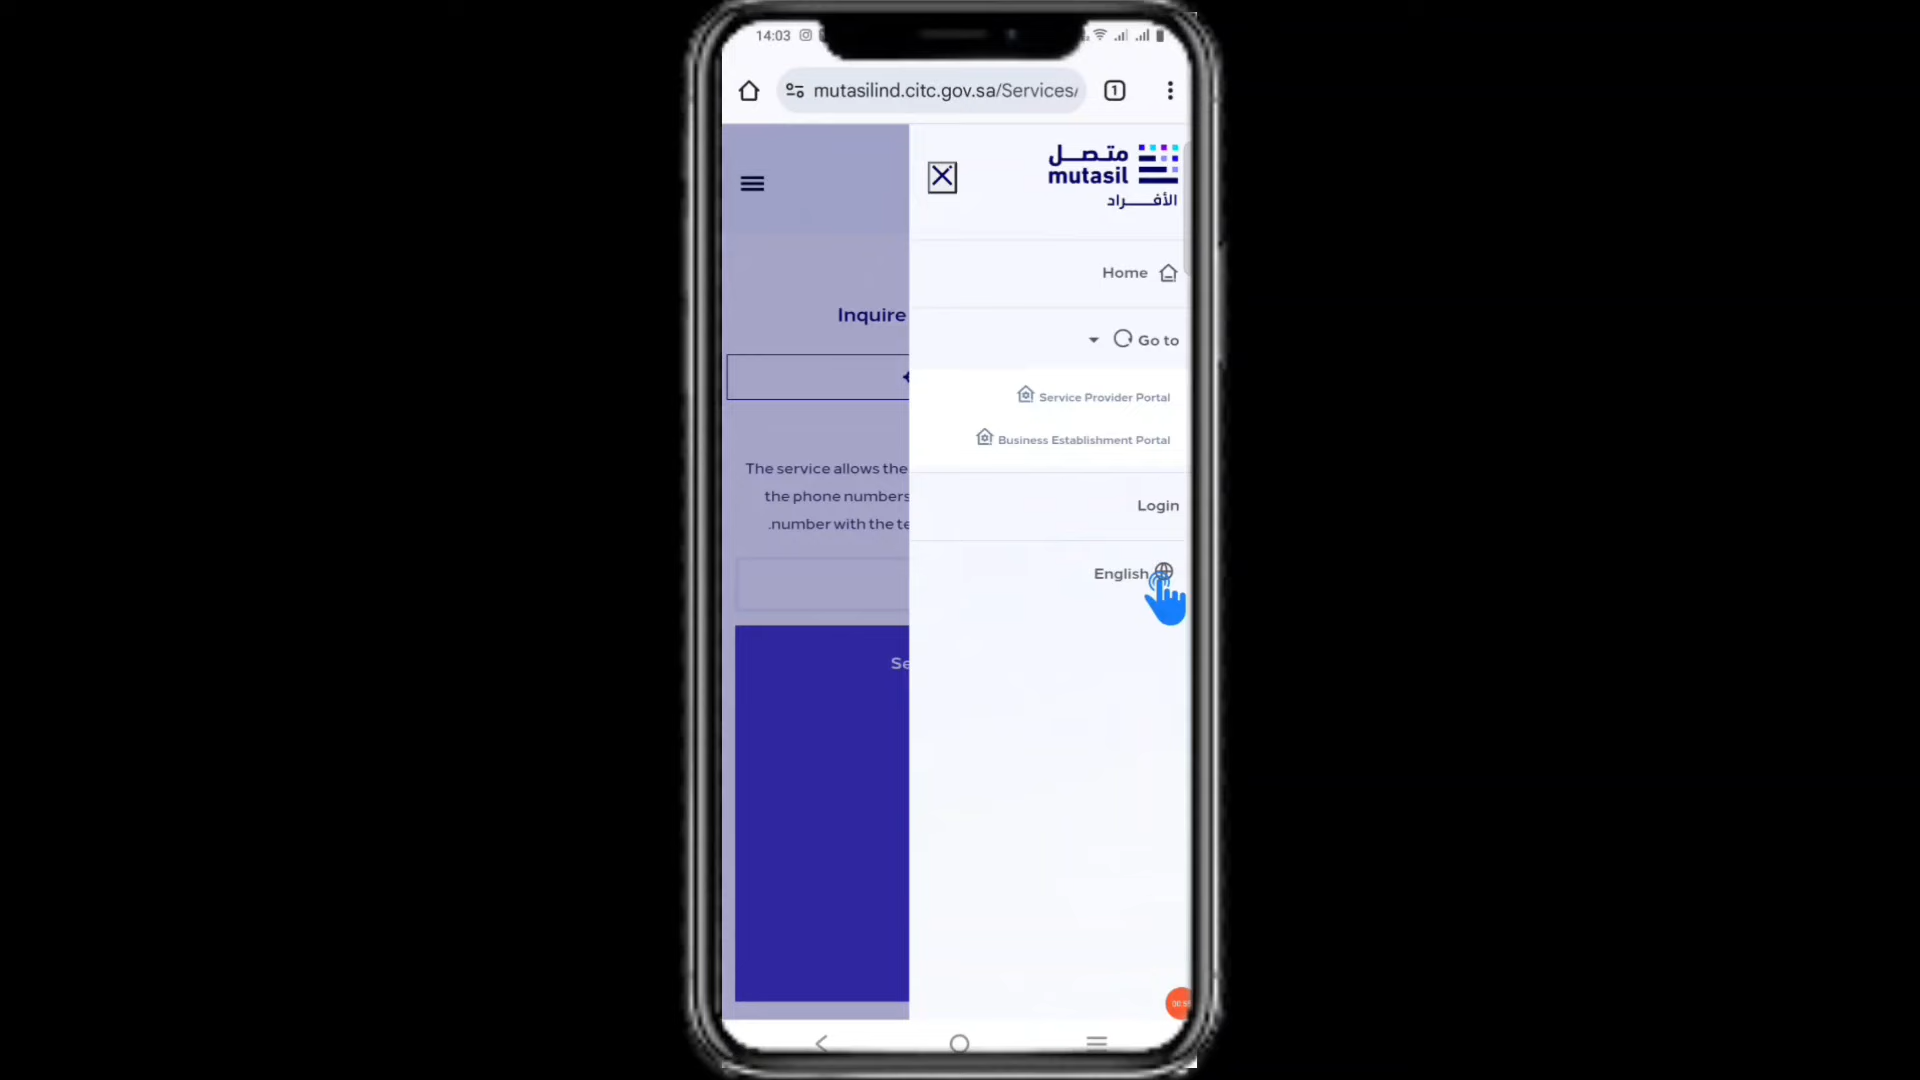 14:03
mutasilind.citc.gov.sa/Services/
1
متصل
mutasil
الأفراد
Home
Inquire
Go to
Service Provider Portal
Business Establishment Portal
The service allows the
the phone numbers
.number with the te
Login
English
Se